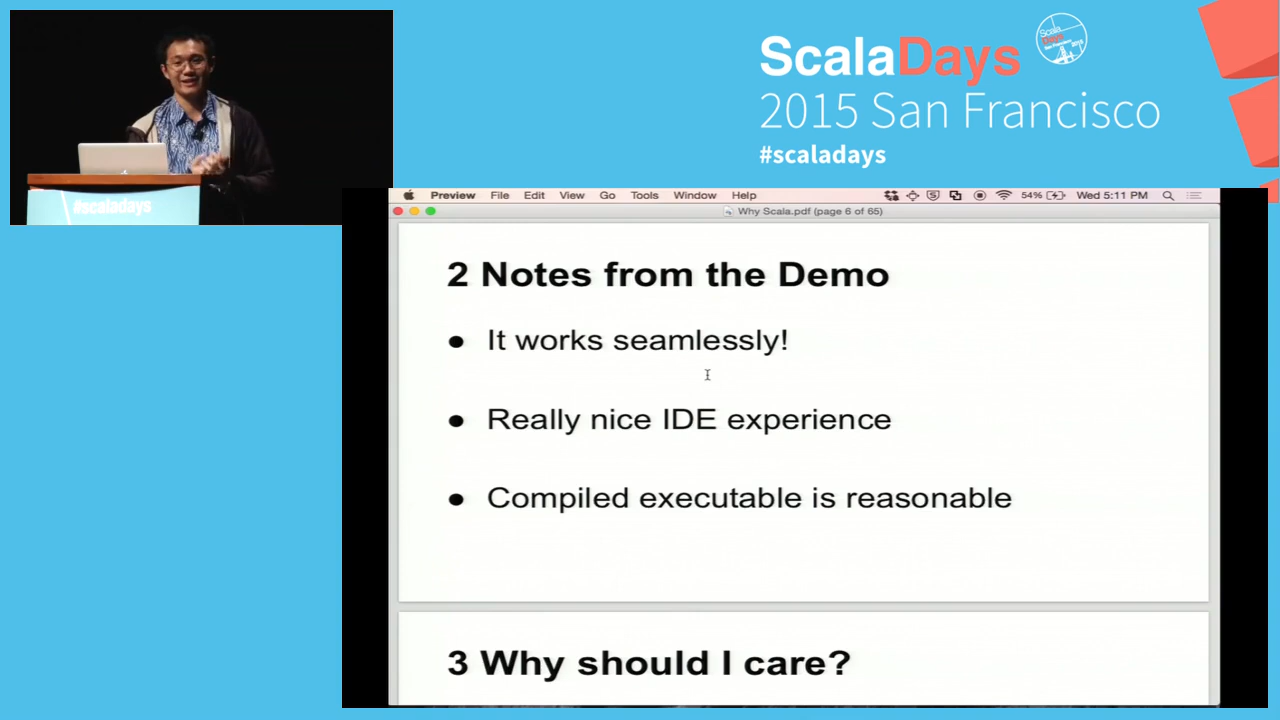 ScalaDays
2015 San Francisco
#scaladays
#scaladays
Preview File Edit View Go Tools Window Help 54% Wed 5:11 PM
Why Scala.pdf (page 6 of 65)
2 Notes from the Demo
● It works seamlessly!
● Really nice IDE experience
● Compiled executable is reasonable
3 Why should I care?